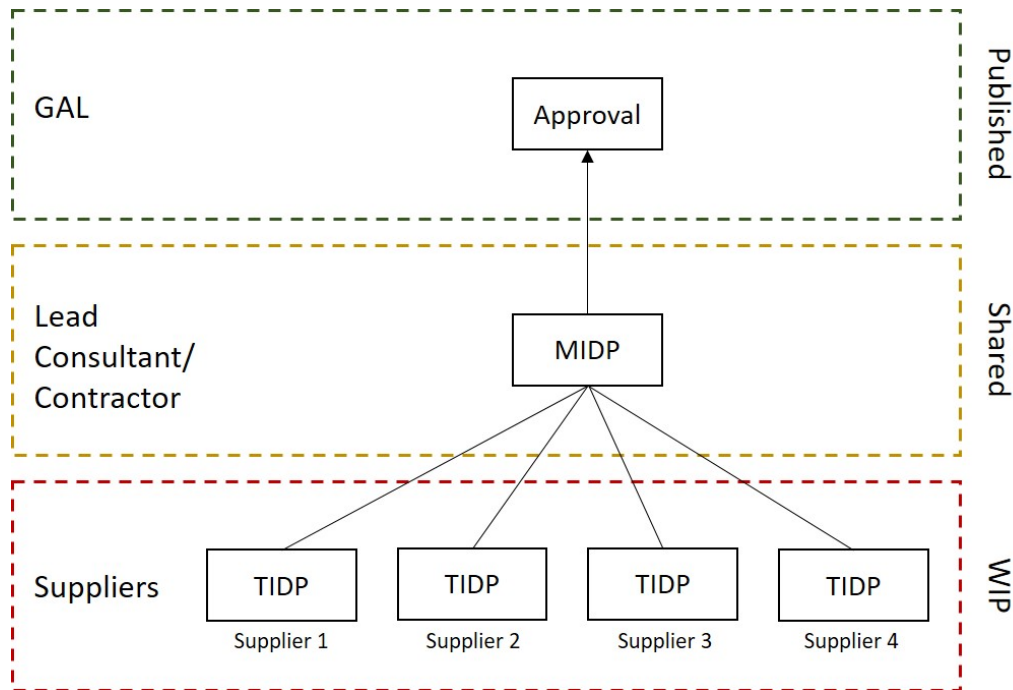 GAL
Approval
Published
Lead
Consultant/
Contractor
MIDP
Shared
Suppliers
TIDP
TIDP
TIDP
TIDP
WIP
Supplier 1
Supplier 2
Supplier 3
Supplier 4